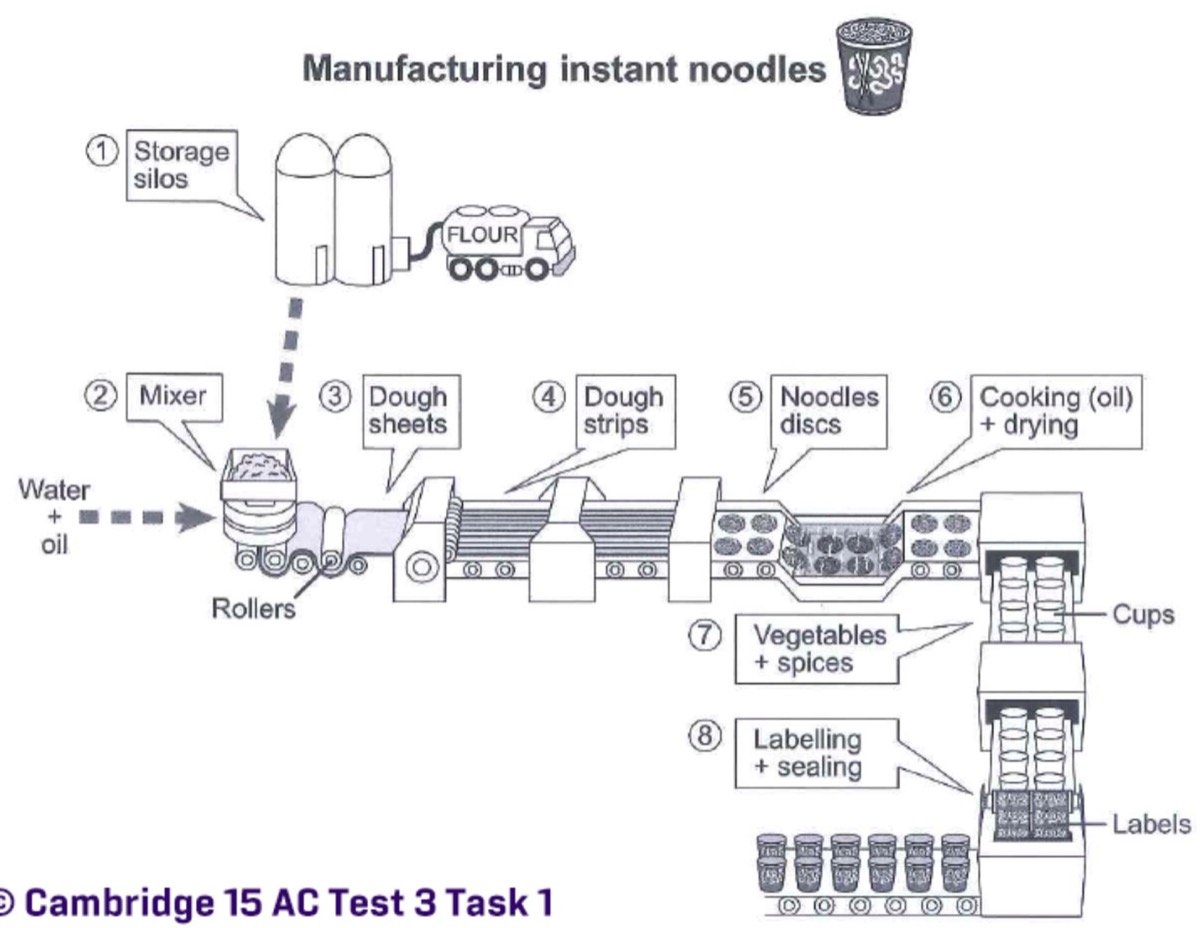 Manufacturing instant noodles
① Storage
silos
FLOUR
② Mixer
③ Dough
sheets
④ Dough
strips
⑤ Noodles
discs
⑥ Cooking (oil)
+ drying
Water
+
oil
Rollers
Cups
⑦ Vegetables
+ spices
⑧ Labelling
+ sealing
Labels
© Cambridge 15 AC Test 3 Task 1